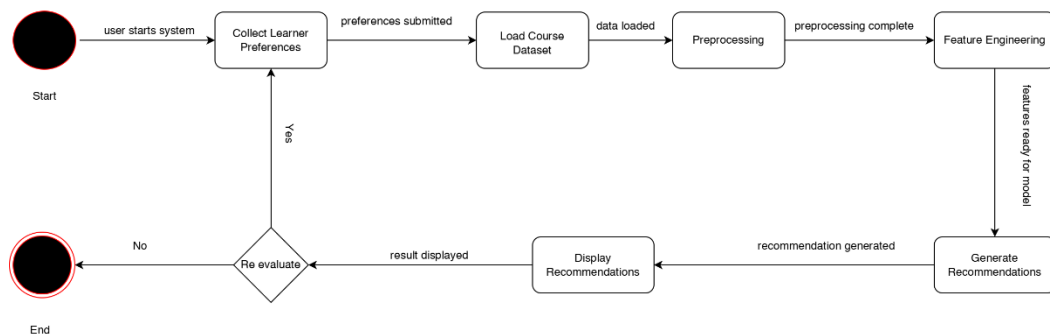 user starts system
Collect Learner
Preferences
preferences submitted
Load Course
Dataset
data loaded
Preprocessing
preprocessing complete
Feature Engineering
Start
features ready for model
Yes
No
Re evaluate
result displayed
Display
Recommendations
recommendation generated
Generate
Recommendations
End